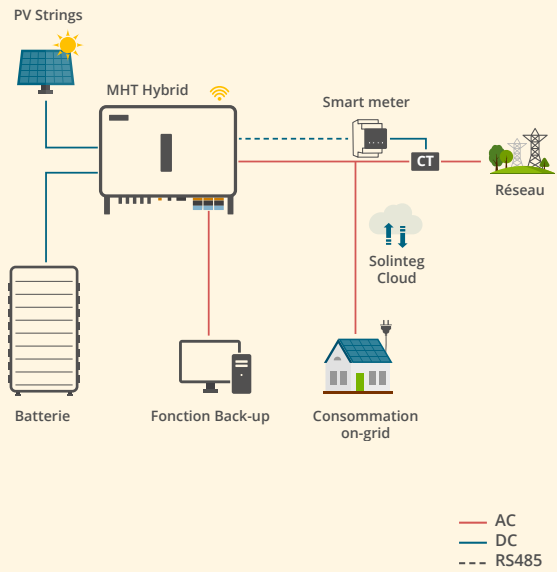 PV Strings
MHT Hybrid
Smart meter
CT
Réseau
Solinteg
Cloud
Batterie
Fonction Back-up
Consommation
on-grid
AC
DC
RS485